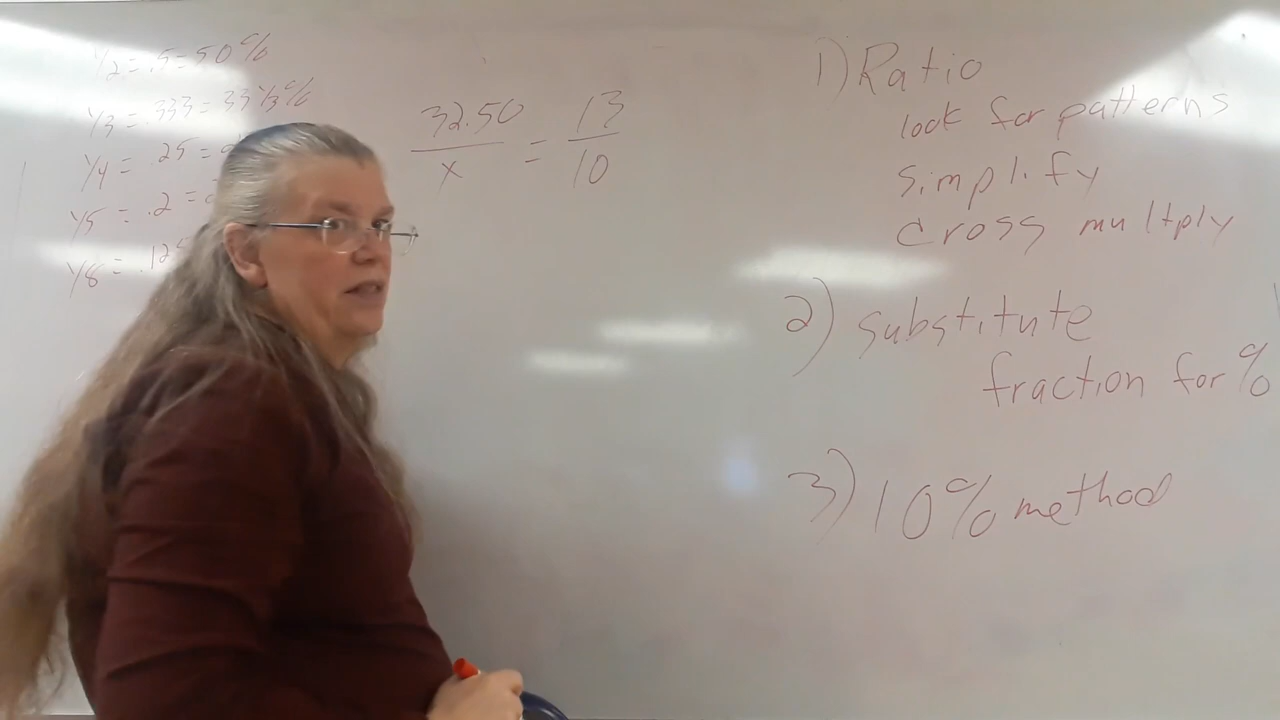 1/2 = .5 = 50%
1/3 = .333 = 33 1/3%
1/4 = .25 =
1/5 = .2 =
1/8 = .125
32.50 = 13
x 10
1) Ratio
look for patterns
simplify
cross multply
2) substitute
fraction for %
3) 10% method